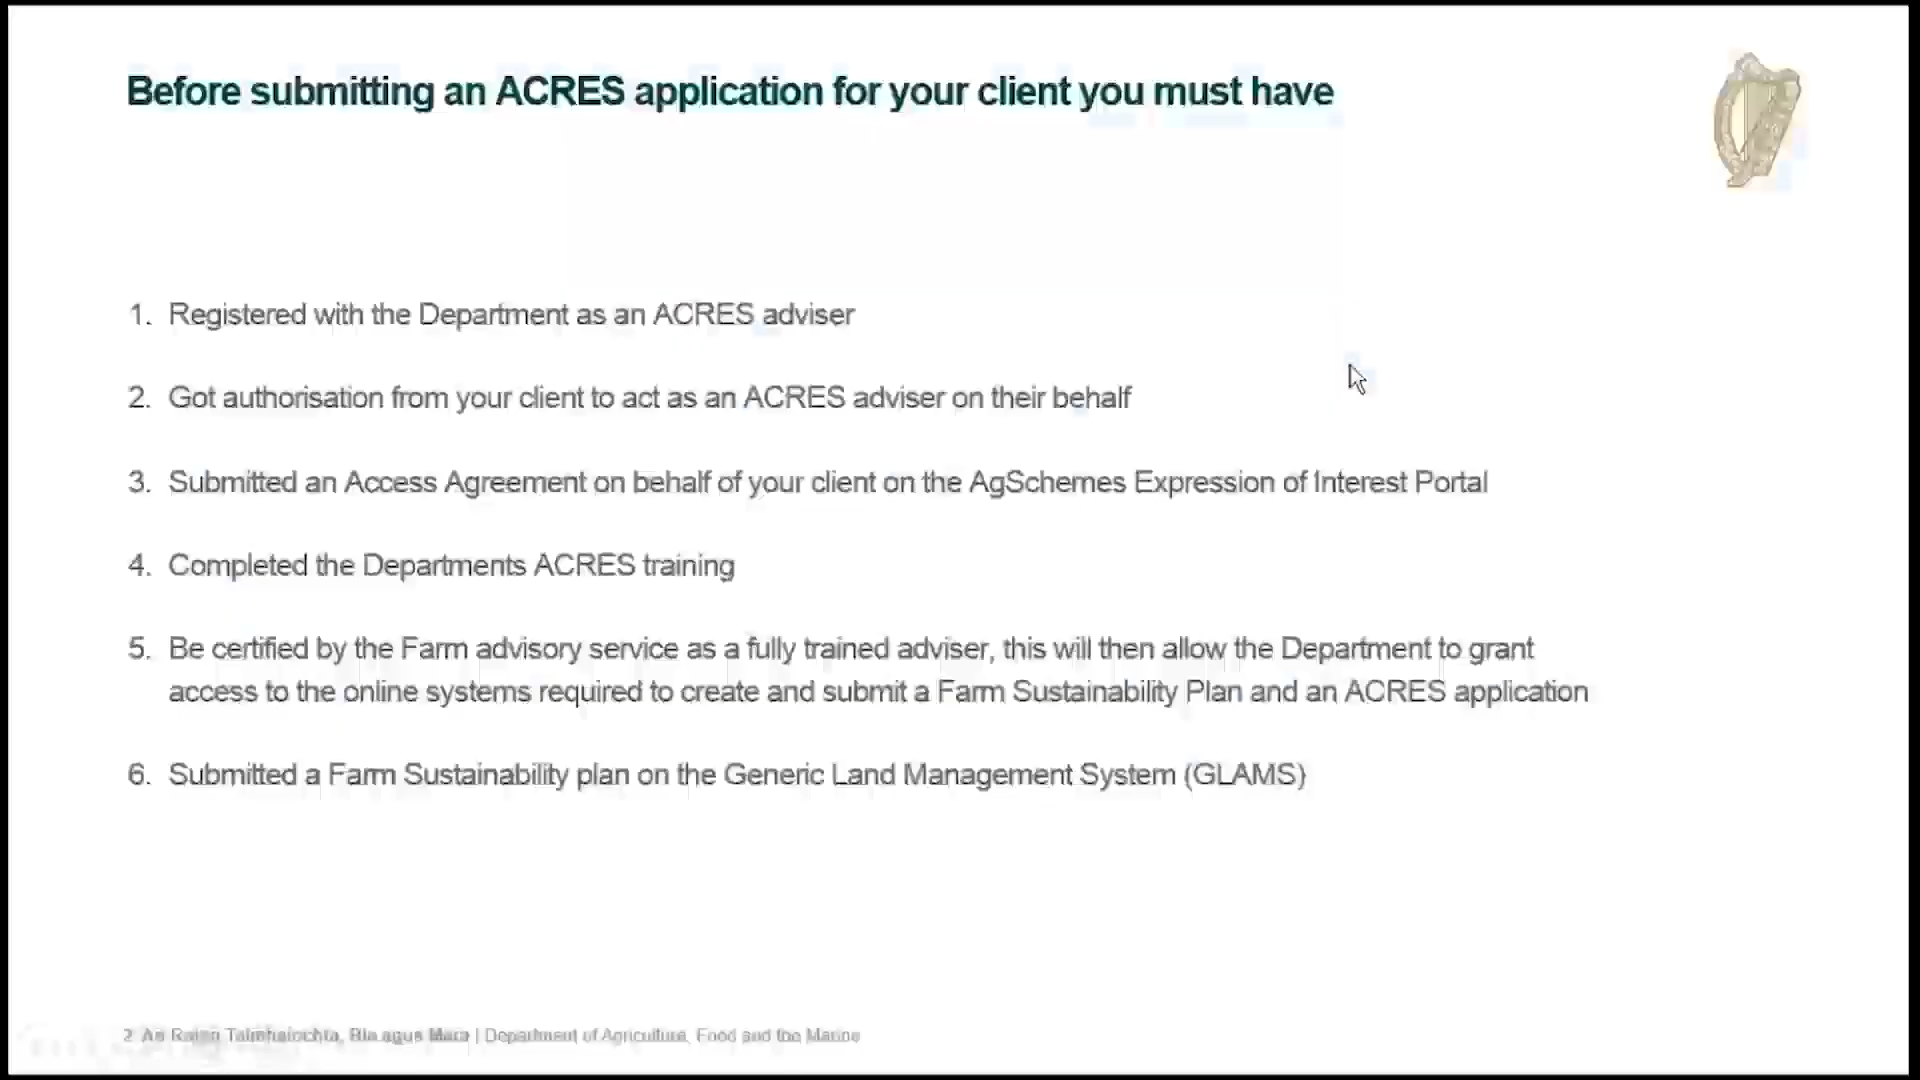 Before submitting an ACRES application for your client you must have
1. Registered with the Department as an ACRES adviser
2. Got authorisation from your client to act as an ACRES adviser on their behalf
3. Submitted an Access Agreement on behalf of your client on the AgSchemes Expression of Interest Portal
4. Completed the Departments ACRES training
5. Be certified by the Farm advisory service as a fully trained adviser, this will then allow the Department to grant
access to the online systems required to create and submit a Farm Sustainability Plan and an ACRES application
6. Submitted a Farm Sustainability plan on the Generic Land Management System (GLAMS)
2 An Roinn Talmhaíochta, Bia agus Mara | Department of Agriculture, Food and the Marine